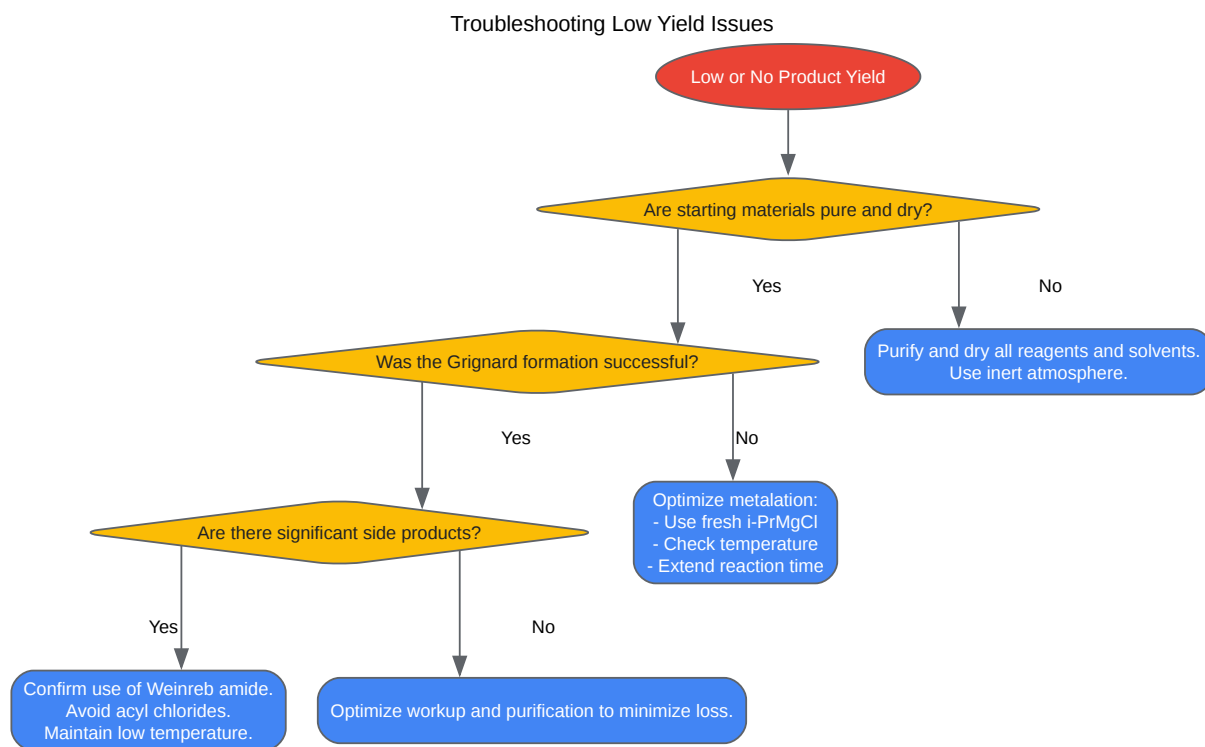 Troubleshooting Low Yield Issues
Low or No Product Yield
Are starting materials pure and dry?
Yes
No
Was the Grignard formation successful?
Purify and dry all reagents and solvents.
Use inert atmosphere.
Yes
No
Optimize metalation:
- Use fresh i-PrMgCl
- Check temperature
- Extend reaction time
Are there significant side products?
Yes
No
Confirm use of Weinreb amide.
Avoid acyl chlorides.
Maintain low temperature.
Optimize workup and purification to minimize loss.